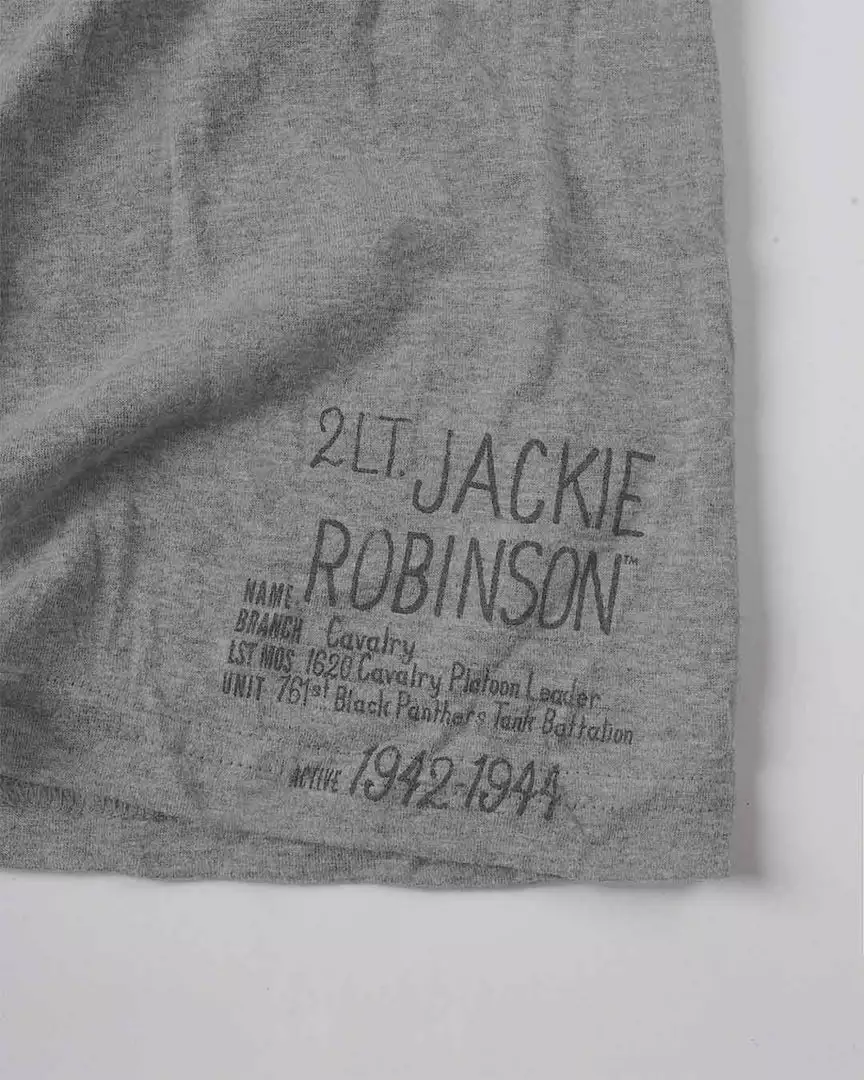 2LT. JACKIE
NAME. ROBINSON™
BRANCH Cavalry
LST MOS 1620 Cavalry Platoon Leader
UNIT 761st Black Panthers Tank Battalion
ACTIVE 1942-1944